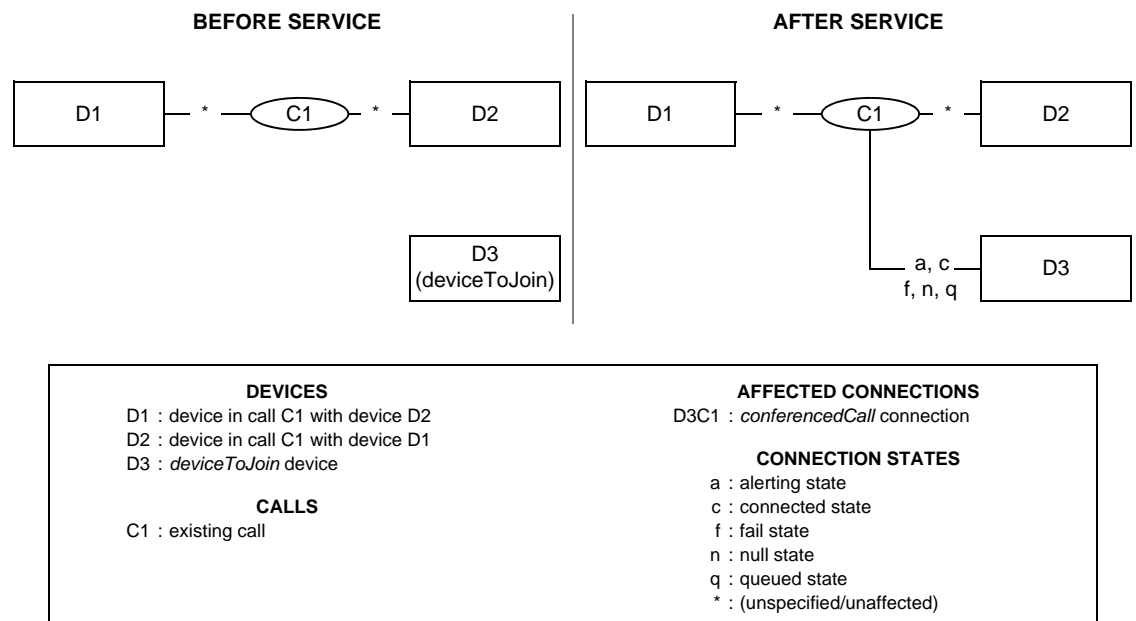 BEFORE SERVICE
AFTER SERVICE
D1 * C1 * D2
D1 * C1 * D2
D3
(deviceToJoin)
a, c
f, n, q
D3
DEVICES
D1 : device in call C1 with device D2
D2 : device in call C1 with device D1
D3 : deviceToJoin device
CALLS
C1 : existing call
AFFECTED CONNECTIONS
D3C1 : conferencedCall connection
CONNECTION STATES
a : alerting state
c : connected state
f : fail state
n : null state
q : queued state
* : (unspecified/unaffected)